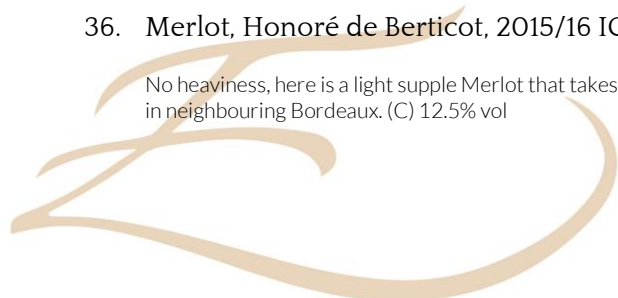 36. Merlot, Honoré de Berticot, 2015/16
No heaviness, here is a light supple Merlot that takes
in neighbouring Bordeaux. (C) 12.5% vol